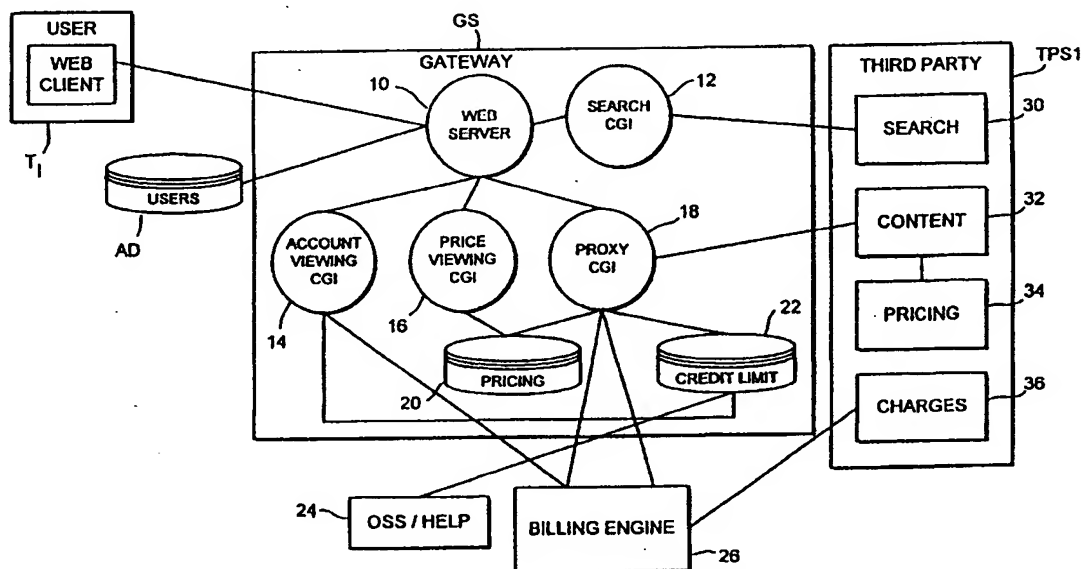 USER
WEB
CLIENT
T1
USERS
AD
GS
GATEWAY
10
WEB
SERVER
12
SEARCH
CGI
ACCOUNT
VIEWING
CGI
14
PRICE
VIEWING
CGI
16
PROXY
CGI
18
PRICING
20
CREDIT LIMIT
22
24
OSS / HELP
BILLING ENGINE
26
THIRD PARTY
TPS1
SEARCH
30
CONTENT
32
PRICING
34
CHARGES
36